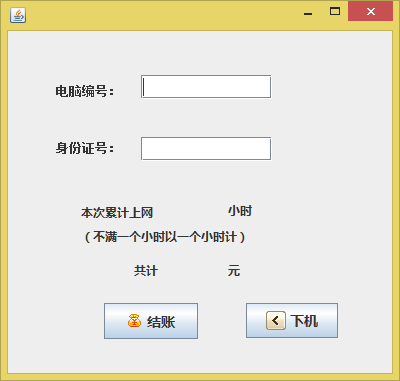 电脑编号：
身份证号：
本次累计上网 小时
（不满一个小时以一个小时计）
共计 元
结账 下机